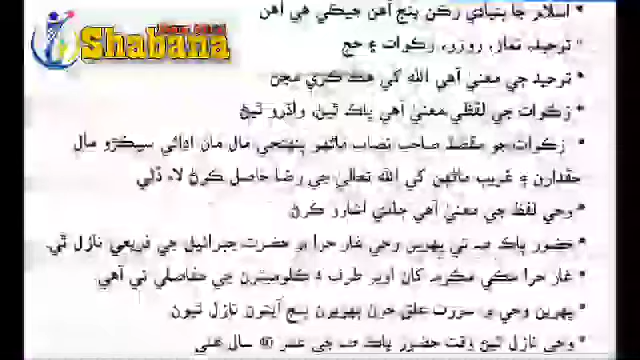 Shabana
* اسلام جا بنيادي رڪن پنج آهن جيڪي هي آهن
توحيد، نماز، روزو، زڪوات ۽ حج
* توحيد جي معنيٰ آهي الله کي هڪ ڪري مڃڻ
* زڪوات جي لفظي معنيٰ آهي پاڪ ٿيڻ، واڌارو ٿيڻ
* زڪوات جو مقصد صاحب نصاب ماڻهو پنهنجي مال مان اڍائي سيڪڙو مال
حقدارن ۽ غريب ماڻهن کي الله تعاليٰ جي رضا حاصل ڪرڻ لاءِ ڏئي
* وحي لفظ جي معنيٰ آهي جلدي اشارو ڪرڻ
* حضور پاڪ ﷺ تي پهرين وحي غار حرا ۾ حضرت جبرائيل جي ذريعي نازل ٿي.
* غار حرا مڪي مڪرمه کان اوڀر طرف ڪلوميٽرن جي مفاصلي تي آهي.
* پهرين وحي ۾ سورت علق جون پهريون پنج آيتون نازل ٿيون
* وحي نازل ٿيڻ وقت حضور پاڪ ﷺ جي عمر 40 سال هئي